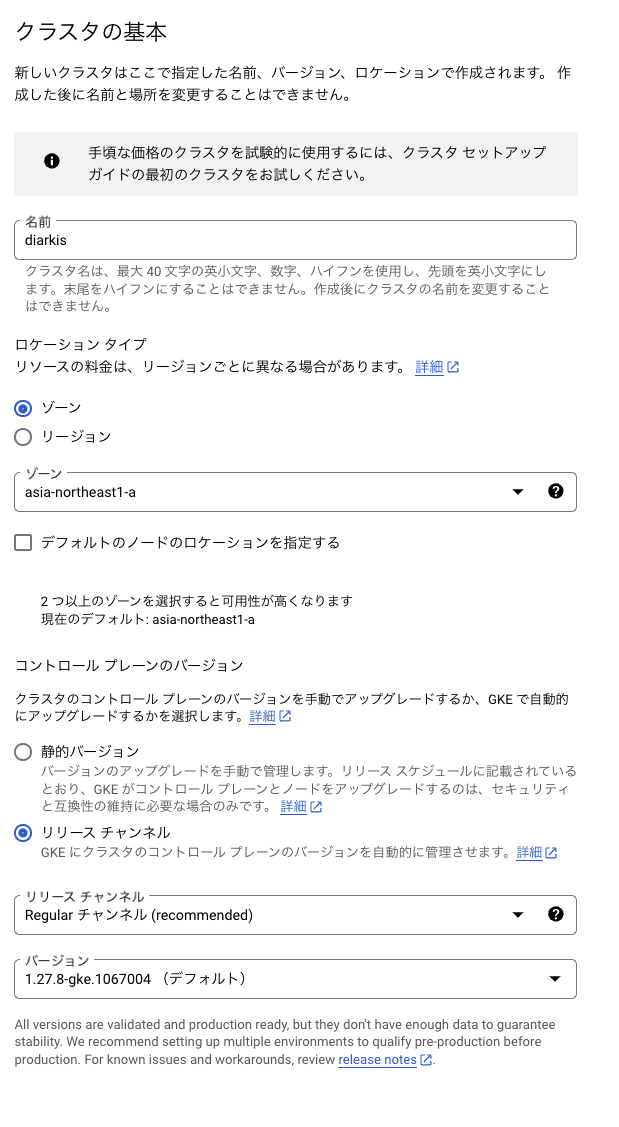 クラスタの基本
新しいクラスタはここで指定した名前、バージョン、ロケーションで作成されます。 作
成した後に名前と場所を変更することはできません。
手頃な価格のクラスタを試験的に使用するには、クラスタ セットアップ
ガイドの最初のクラスタをお試しください。
名前
diarkis
クラスタ名は、最大 40 文字の英小文字、数字、ハイフンを使用し、先頭を英小文字にし
ます。末尾をハイフンにすることはできません。作成後にクラスタの名前を変更すること
はできません。
ロケーション タイプ
リソースの料金は、リージョンごとに異なる場合があります。 詳細
ゾーン
リージョン
ゾーン
asia-northeast1-a
デフォルトのノードのロケーションを指定する
2 つ以上のゾーンを選択すると可用性が高くなります
現在のデフォルト: asia-northeast1-a
コントロール プレーンのバージョン
クラスタのコントロール プレーンのバージョンを手動でアップグレードするか、GKE で自動的
にアップグレードするかを選択します。詳細
静的バージョン
バージョンのアップグレードを手動で管理します。リリース スケジュールに記載されている
とおり、GKE がコントロール プレーンとノードをアップグレードするのは、セキュリティ
と互換性の維持に必要な場合のみです。 詳細
リリース チャンネル
GKE にクラスタのコントロール プレーンのバージョンを自動的に管理させます。詳細
リリース チャンネル
Regular チャンネル (recommended)
バージョン
1.27.8-gke.1067004 （デフォルト）
All versions are validated and production ready, but they don't have enough data to guarantee
stability. We recommend setting up multiple environments to qualify pre-production before
production. For known issues and workarounds, review release notes.